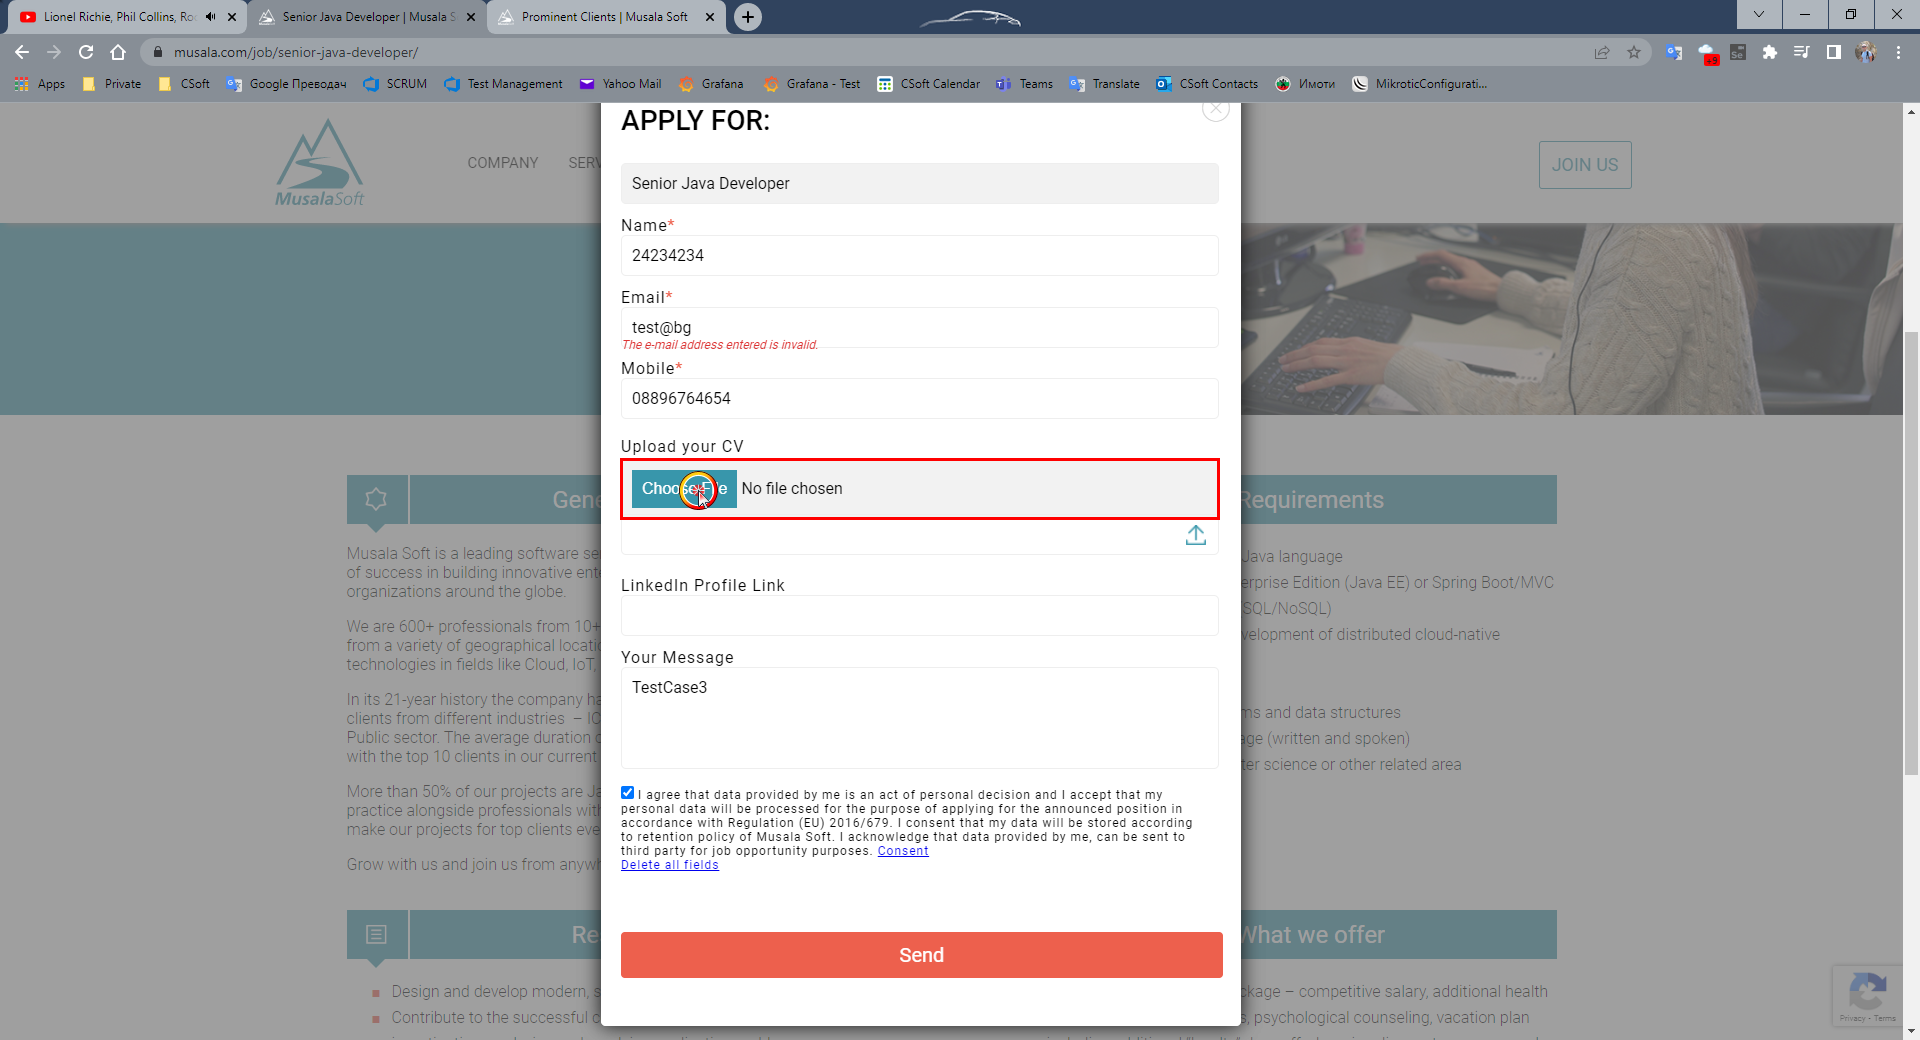 Lionel Richie, Phil Collins, Ro
Senior Java Developer | Musala S
Prominent Clients | Musala Soft
musala.com/job/senior-java-developer/
Apps
Private
CSoft
Google Преводач
SCRUM
Test Management
Yahoo Mail
Grafana
Grafana - Test
CSoft Calendar
Teams
Translate
CSoft Contacts
Имоти
MikroticConfigurati...
MusalaSoft
COMPANY
SERV
JOIN US
APPLY FOR:
Senior Java Developer
Name*
24234234
Email*
test@bg
The e-mail address entered is invalid.
Mobile*
08896764654
Upload your CV
Choose File No file chosen
LinkedIn Profile Link
Your Message
TestCase3
I agree that data provided by me is an act of personal decision and I accept that my
personal data will be processed for the purpose of applying for the announced position in
accordance with Regulation (EU) 2016/679. I consent that my data will be stored according
to retention policy of Musala Soft. I acknowledge that data provided by me, can be sent to
third party for job opportunity purposes. Consent
Delete all fields
Send
Gene
Musala Soft is a leading software se
of success in building innovative ente
organizations around the globe.
We are 600+ professionals from 10+
from a variety of geographical locatio
technologies in fields like Cloud, IoT,
In its 21-year history the company ha
clients from different industries – IC
Public sector. The average duration o
with the top 10 clients in our current
More than 50% of our projects are Ja
practice alongside professionals with
make our projects for top clients eve
Grow with us and join us from anywh
Requirements
Java language
erprise Edition (Java EE) or Spring Boot/MVC
SQL/NoSQL)
velopment of distributed cloud-native
ms and data structures
age (written and spoken)
ter science or other related area
Re
Design and develop modern, s
Contribute to the successful c
What we offer
ckage – competitive salary, additional health
s, psychological counseling, vacation plan
Privacy - Terms